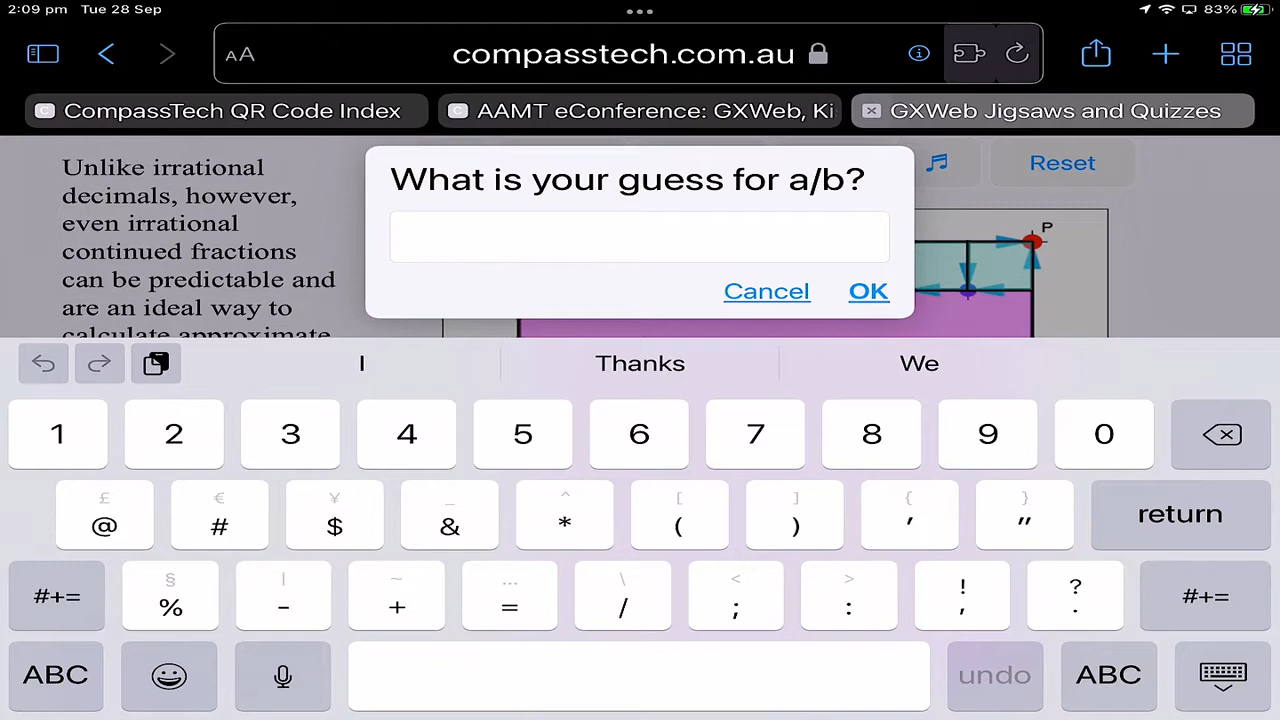 2:09 pm Tue 28 Sep
83%
AA
compasstech.com.au
CompassTech QR Code Index
AAMT eConference: GXWeb, Ki
GXWeb Jigsaws and Quizzes
Unlike irrational
decimals, however,
even irrational
continued fractions
can be predictable and
are an ideal way to
calculate approximate
What is your guess for a/b?
Cancel
OK
Reset
P
I
Thanks
We
1 2 3 4 5 6 7 8 9 0
£ € ¥ _ ^ [ ] { }
@ # $ & * ( ) ' "
return
§ | ~ … \ < > ! ?
#+= % - + = / ; : , . #+=
ABC
undo
ABC